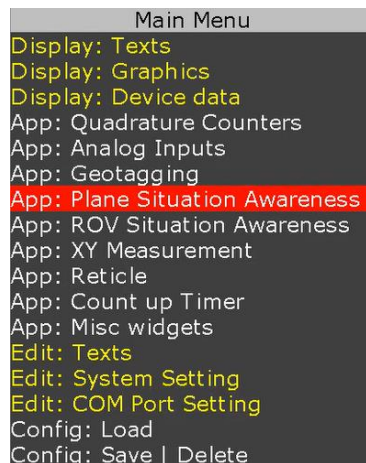 Main Menu
Display: Texts
Display: Graphics
Display: Device data
App: Quadrature Counters
App: Analog Inputs
App: Geotagging
App: Plane Situation Awareness
App: ROV Situation Awareness
App: XY Measurement
App: Reticle
App: Count up Timer
App: Misc widgets
Edit: Texts
Edit: System Setting
Edit: COM Port Setting
Config: Load
Config: Save | Delete